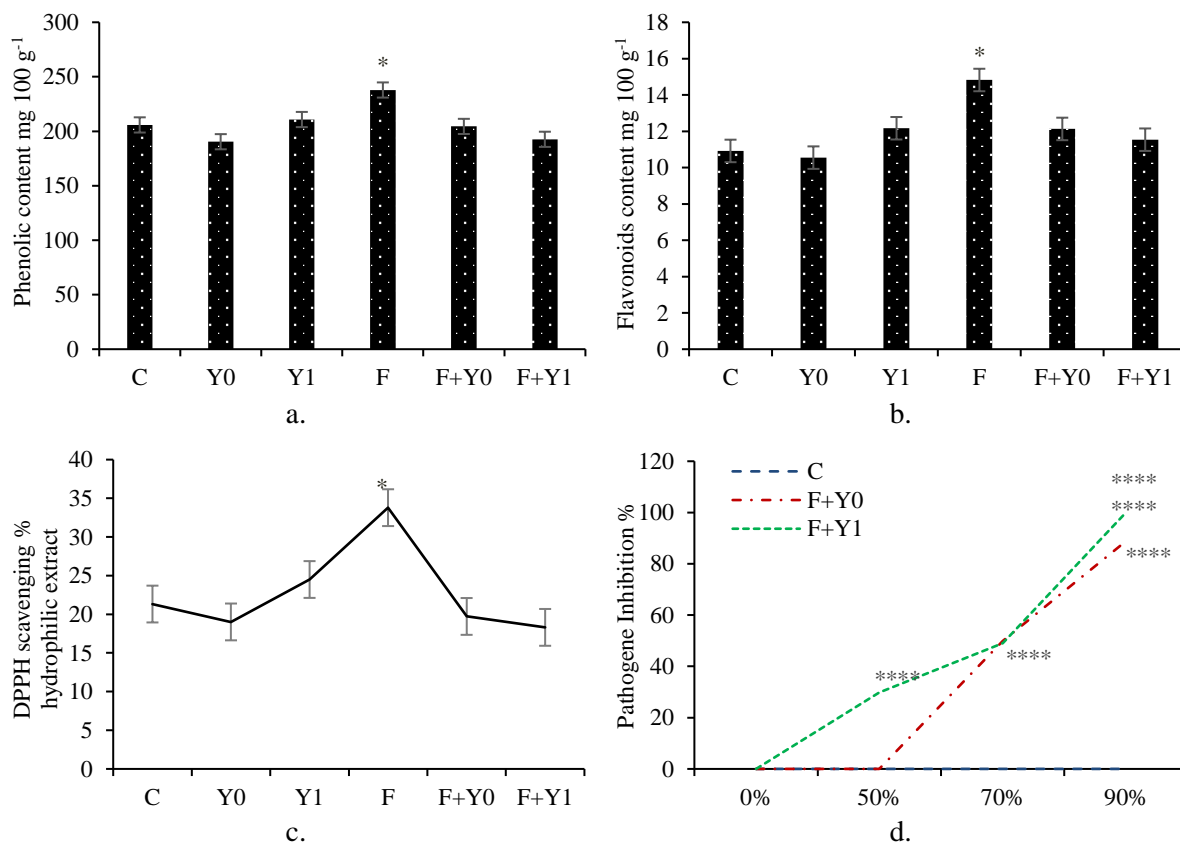 Phenolic content mg 100 g-1
300
250
200
150
100
50
0
*
C Y0 Y1 F F+Y0 F+Y1
a.
Flavonoids content mg 100 g-1
18
16
14
12
10
8
6
4
2
0
*
C Y0 Y1 F F+Y0 F+Y1
b.
DPPH scavenging %
hydrophilic extract
40
35
30
25
20
15
10
5
0
*
C Y0 Y1 F F+Y0 F+Y1
c.
Pathogene Inhibition %
120
100
80
60
40
20
0
C
F+Y0
F+Y1
****
****
****
****
****
0% 50% 70% 90%
d.